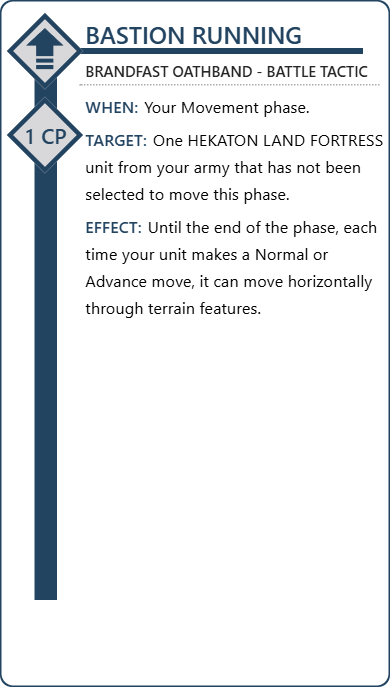 BASTION RUNNING
BRANDFAST OATHBAND - BATTLE TACTIC
WHEN: Your Movement phase.
1 CP
TARGET: One HEKATON LAND FORTRESS
unit from your army that has not been
selected to move this phase.
EFFECT: Until the end of the phase, each
time your unit makes a Normal or
Advance move, it can move horizontally
through terrain features.